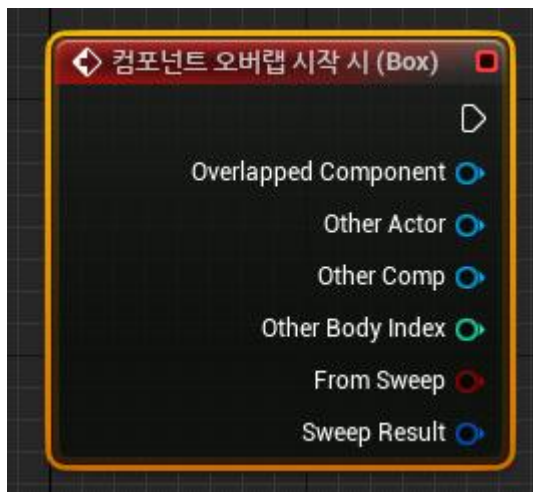 컴포넌트 오버랩 시작 시 (Box)
Overlapped Component
Other Actor
Other Comp
Other Body Index
From Sweep
Sweep Result